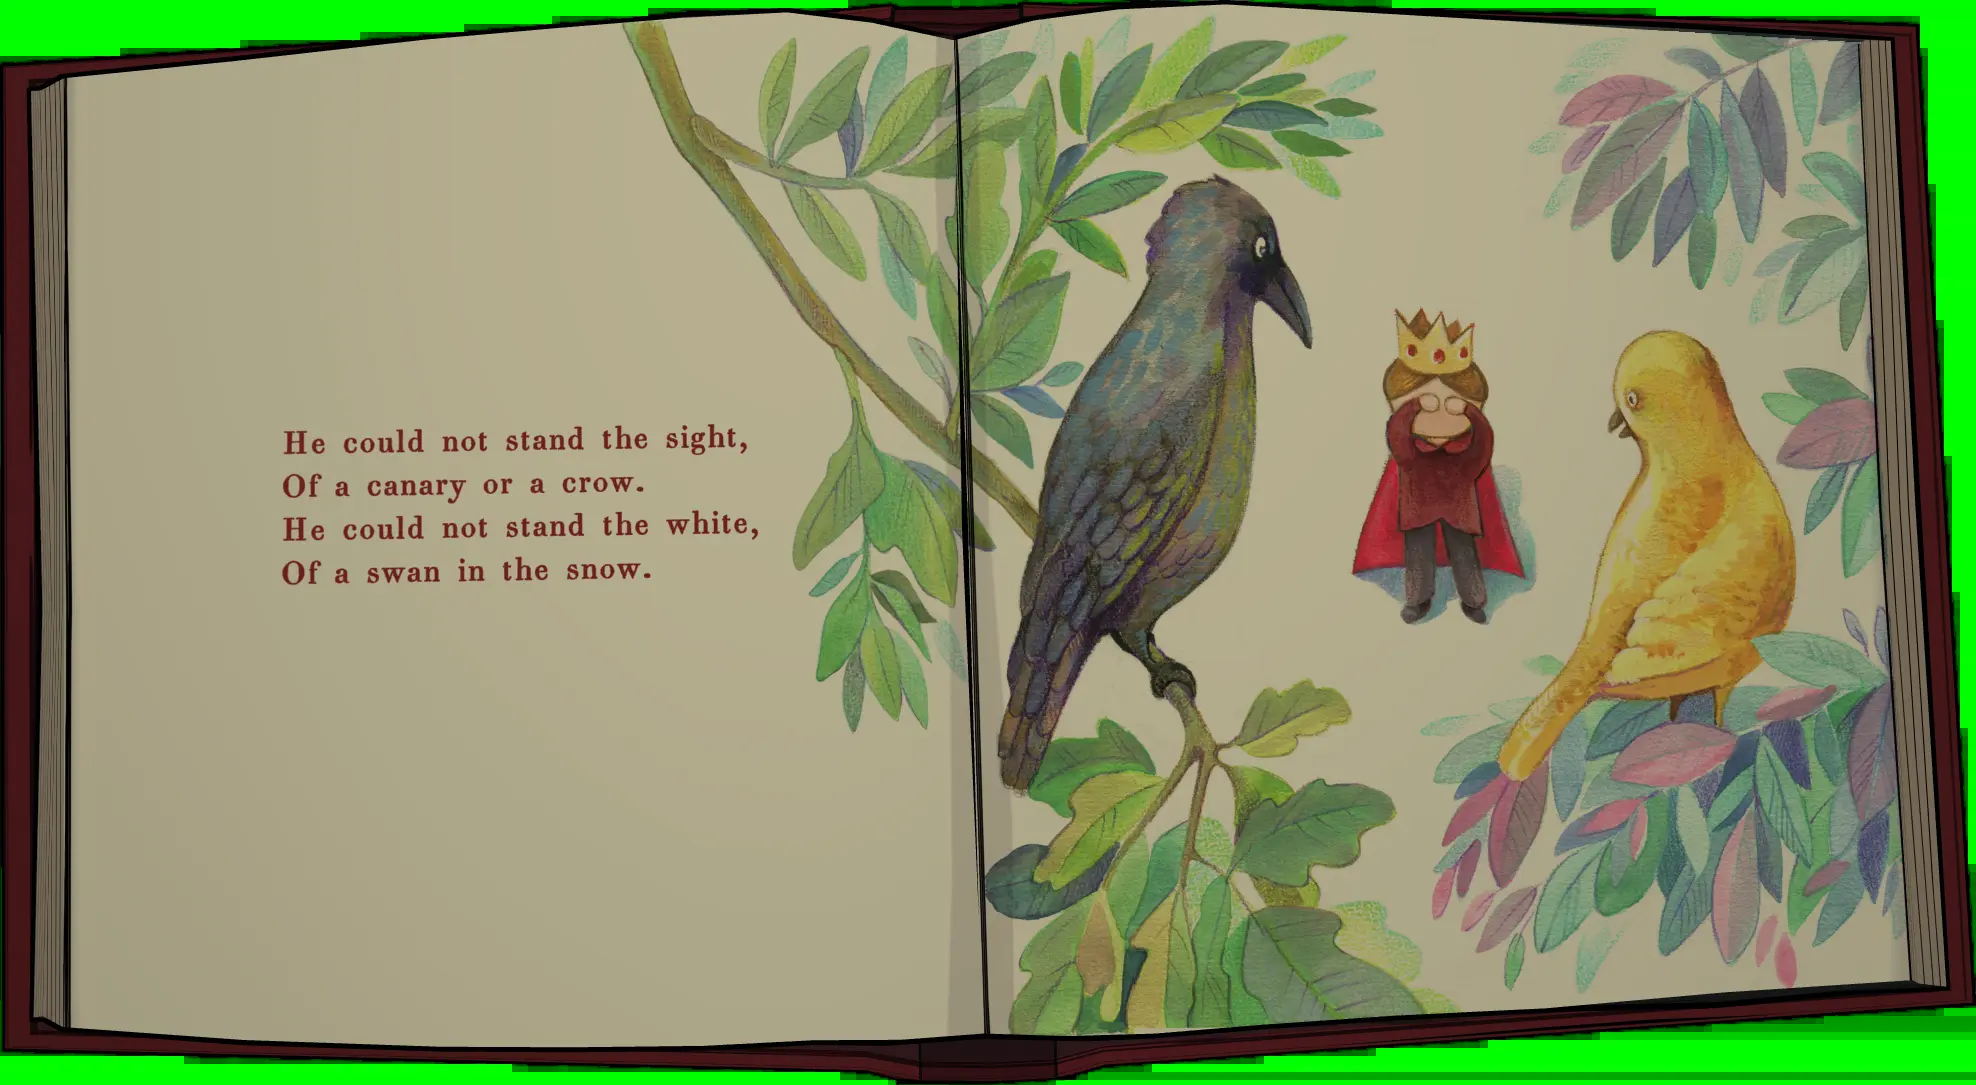 He could not stand the sight,
Of a canary or a crow.
He could not stand the white,
Of a swan in the snow.